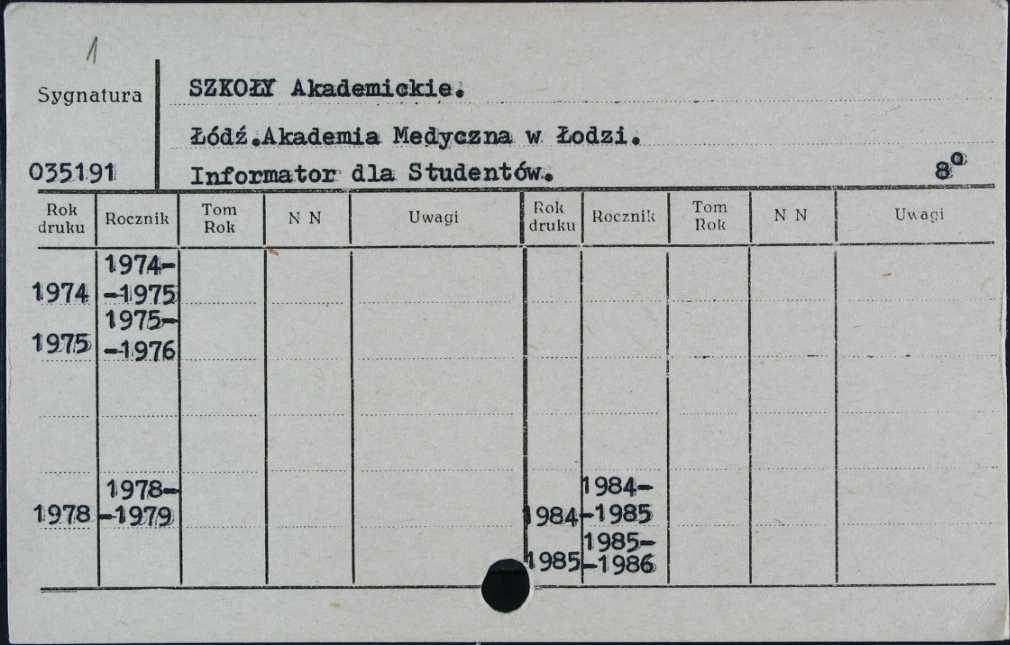 1
Sygnatura
SZKOŁY Akademickie.
Łódź.Akademia Medyczna w Łodzi.
035191
Informator dla Studentów.
8o
Rok druku Rocznik Tom Rok N N Uwagi Rok druku Rocznik Tom Rok N N Uwagi
1974-
1974 -1975
1975-
1975 -1976
1978-
1978 -1979
1984-
1984 -1985
1985-
1985 -1986